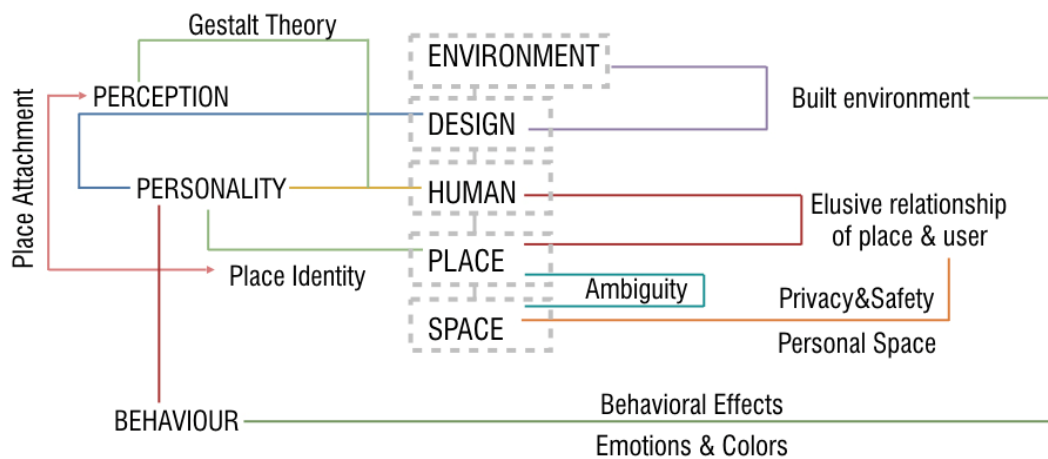 Gestalt Theory
ENVIRONMENT
PERCEPTION
Built environment
DESIGN
Place Attachment
PERSONALITY
HUMAN
Elusive relationship
of place & user
PLACE
Place Identity
Ambiguity
Privacy&Safety
SPACE
Personal Space
Behavioral Effects
BEHAVIOUR
Emotions & Colors